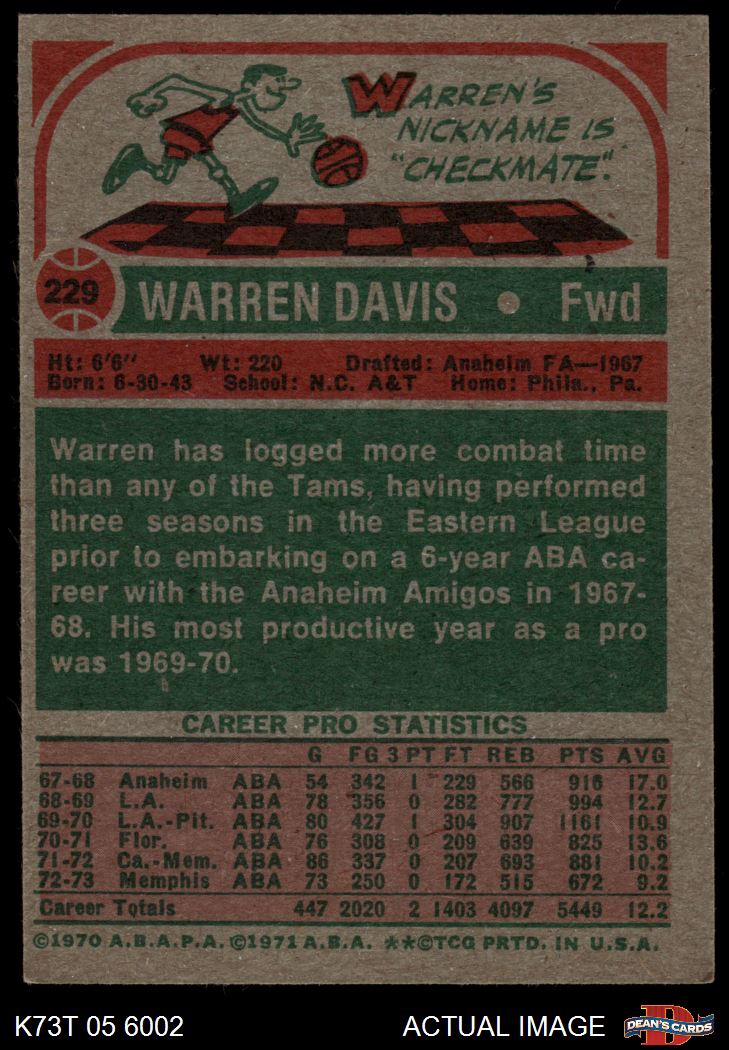 WARREN'S
NICKNAME IS
"CHECKMATE".
229
WARREN DAVIS • Fwd
Ht: 6'6" Wt: 220 Drafted: Anaheim FA—1967
Born: 6-30-43 School: N.C. A&T Home: Phila., Pa.
Warren has logged more combat time
than any of the Tams, having performed
three seasons in the Eastern League
prior to embarking on a 6-year ABA ca-
reer with the Anaheim Amigos in 1967-
68. His most productive year as a pro
was 1969-70.
CAREER PRO STATISTICS
G FG 3 PT FT REB PTS AVG
67-68 Anaheim ABA 54 342 1 229 566 916 17.0
68-69 L.A. ABA 78 356 0 282 777 994 12.7
69-70 L.A.-Pit. ABA 80 427 1 304 907 1161 10.9
70-71 Flor. ABA 76 308 0 209 639 825 13.6
71-72 Ca.-Mem. ABA 86 337 0 207 693 881 10.2
72-73 Memphis ABA 73 250 0 172 515 672 9.2
Career Totals 447 2020 2 1403 4097 5449 12.2
©1970 A.B.A.P.A. ©1971 A.B.A. **©TCG PRTD. IN U.S.A.
K73T 05 6002 ACTUAL IMAGE DEAN'S CARDS